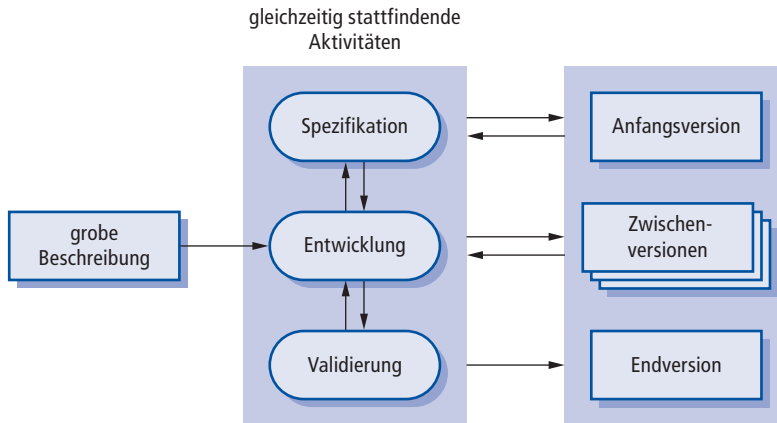 gleichzeitig stattfindende
Aktivitäten
Spezifikation
Anfangsversion
grobe
Beschreibung
Entwicklung
Zwischen-
versionen
Validierung
Endversion